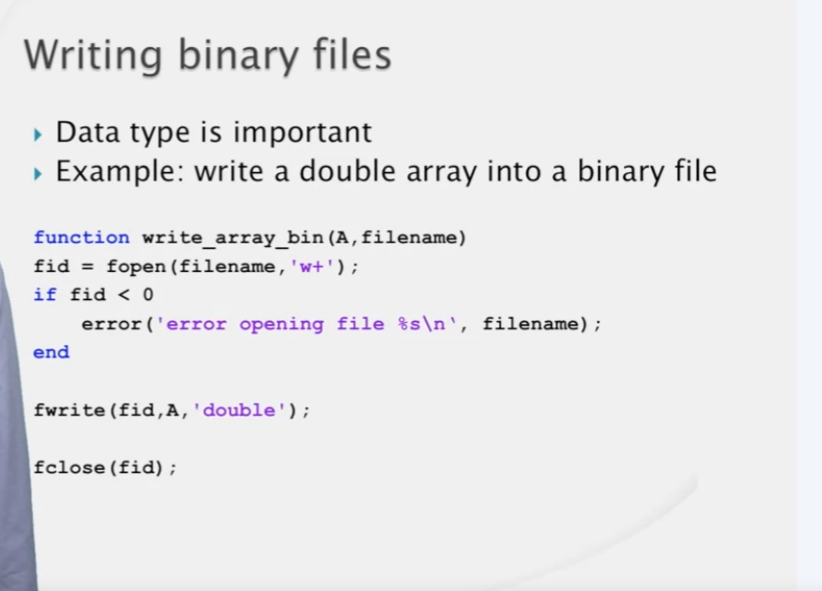 Writing binary files
Data type is important
Example: write a double array into a binary file
function write_array_bin(A,filename)
fid = fopen(filename,'w+');
if fid < 0
    error('error opening file %s\n‘, filename);
end
fwrite(fid,A,'double');
fclose(fid);